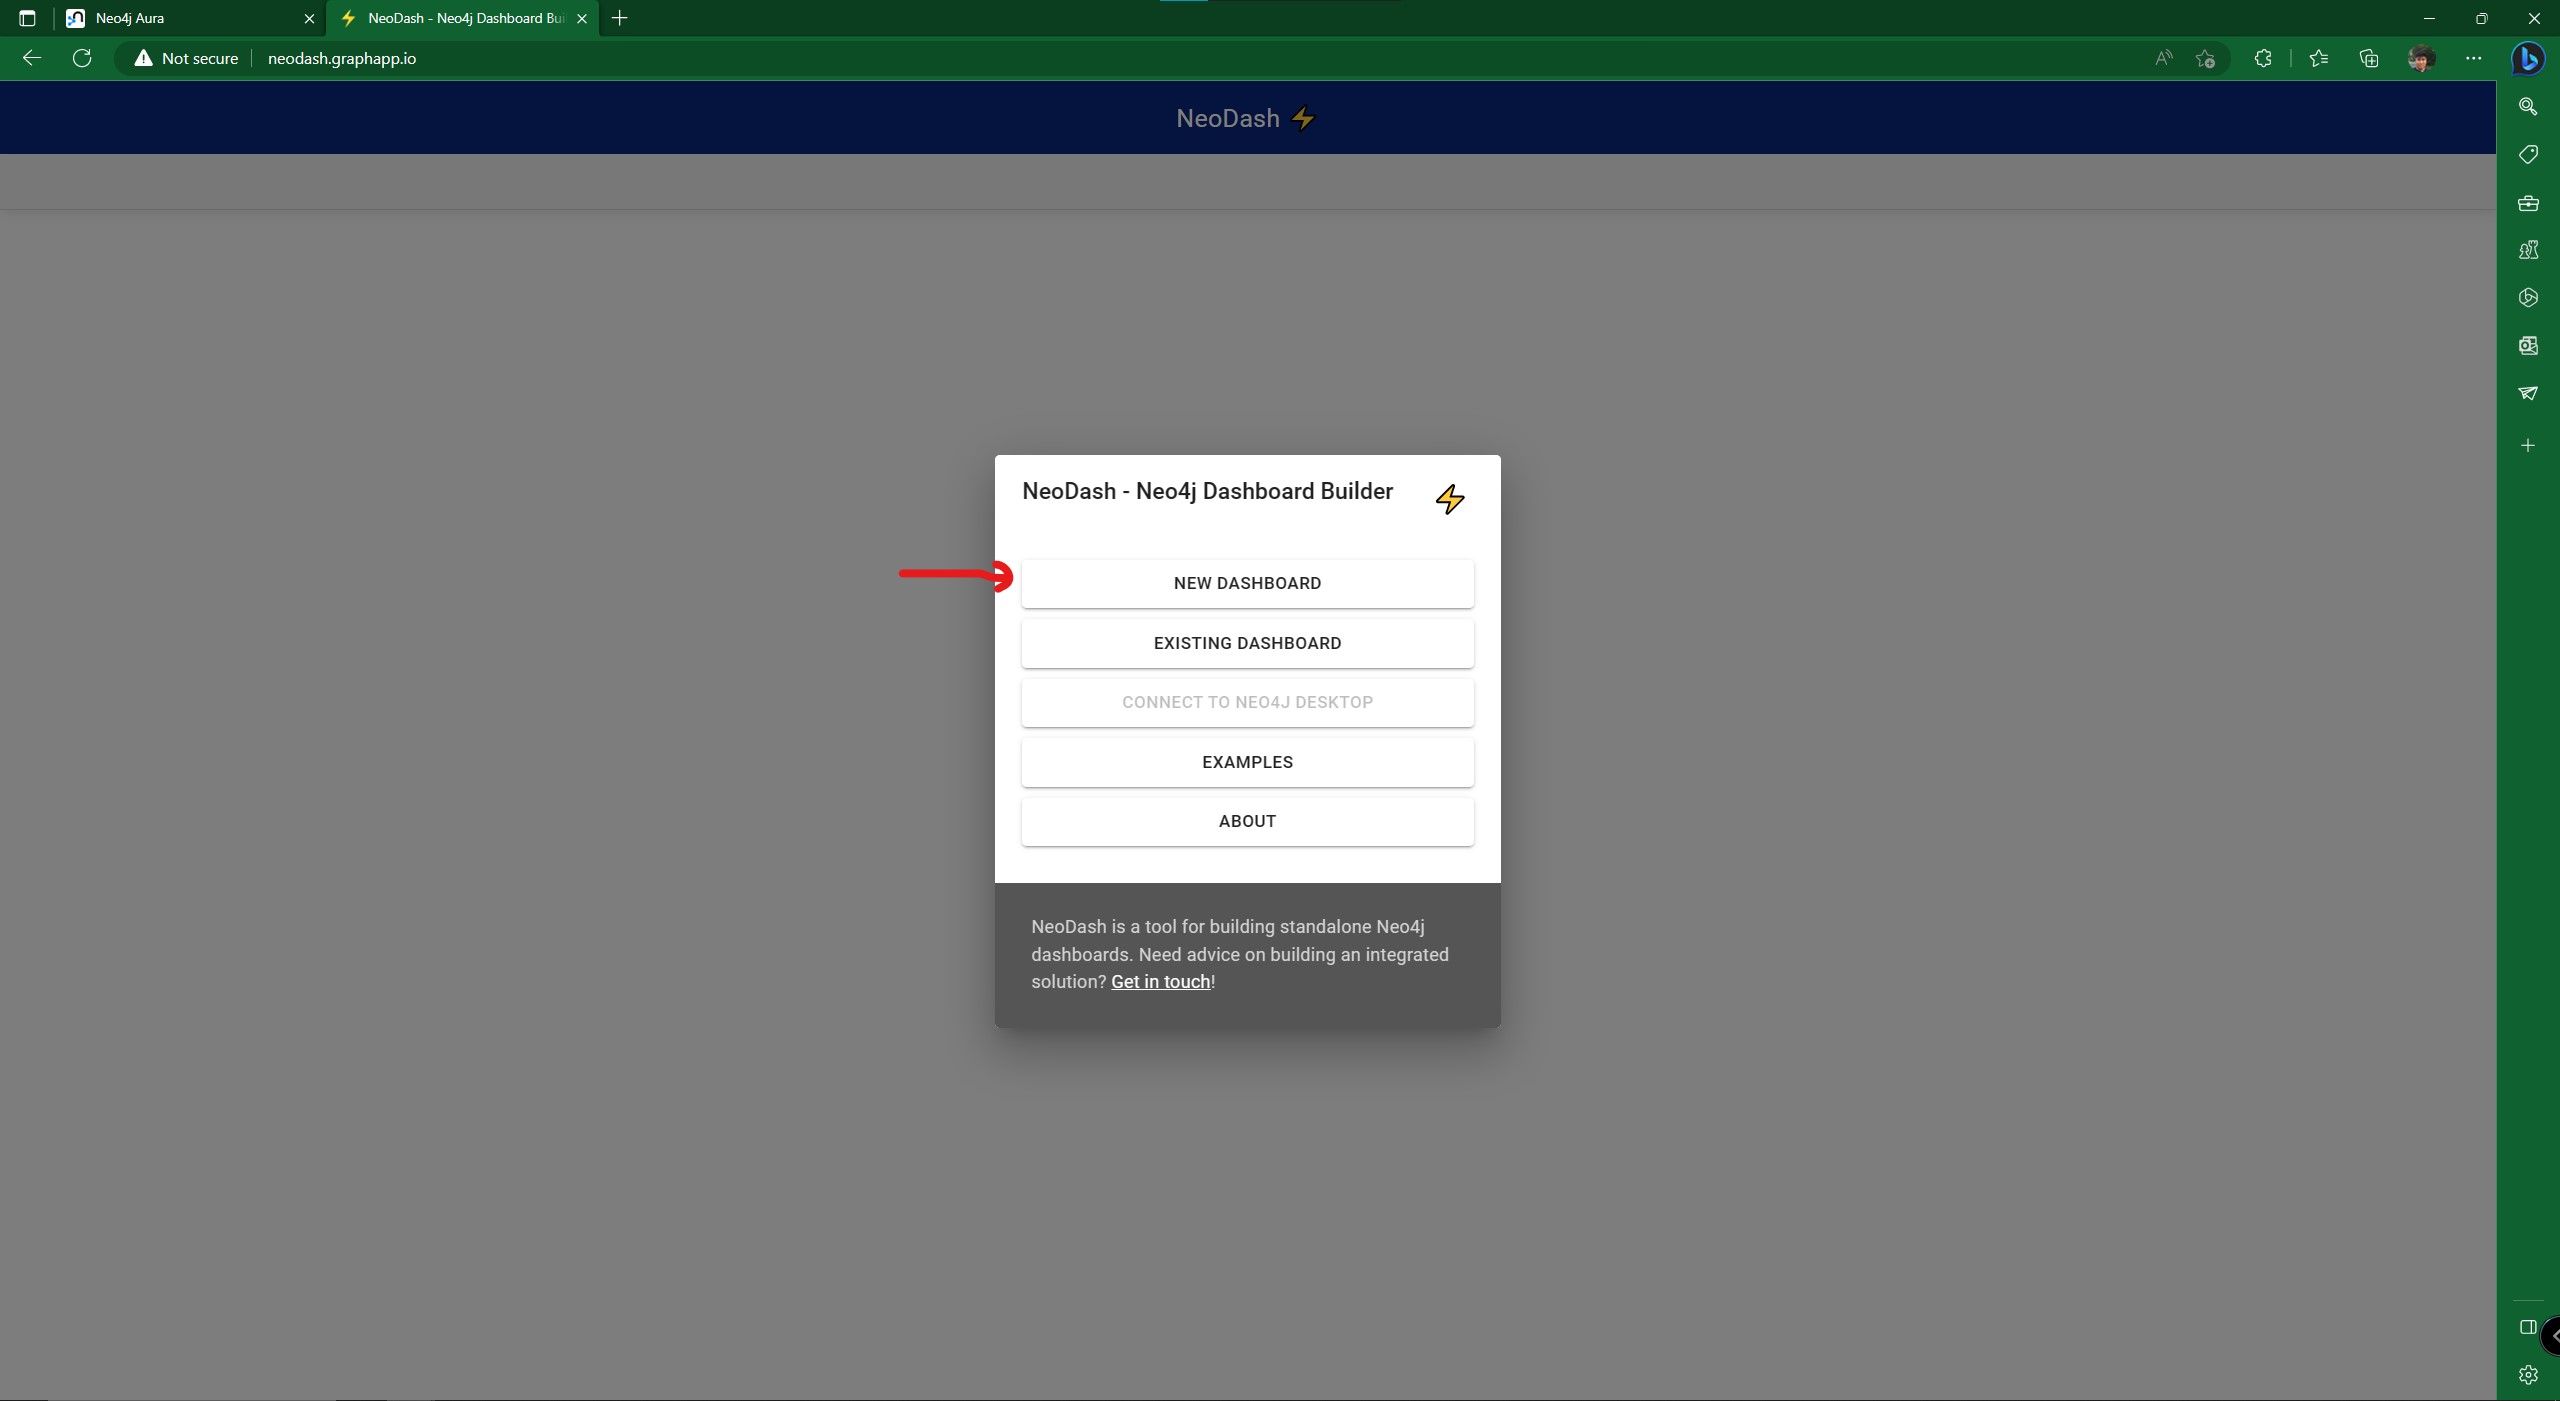 Neo4j Aura
NeoDash - Neo4j Dashboard Bui
Not secure
neodash.graphapp.io
NeoDash
NeoDash - Neo4j Dashboard Builder
NEW DASHBOARD
EXISTING DASHBOARD
CONNECT TO NEO4J DESKTOP
EXAMPLES
ABOUT
NeoDash is a tool for building standalone Neo4j
dashboards. Need advice on building an integrated
solution? Get in touch!